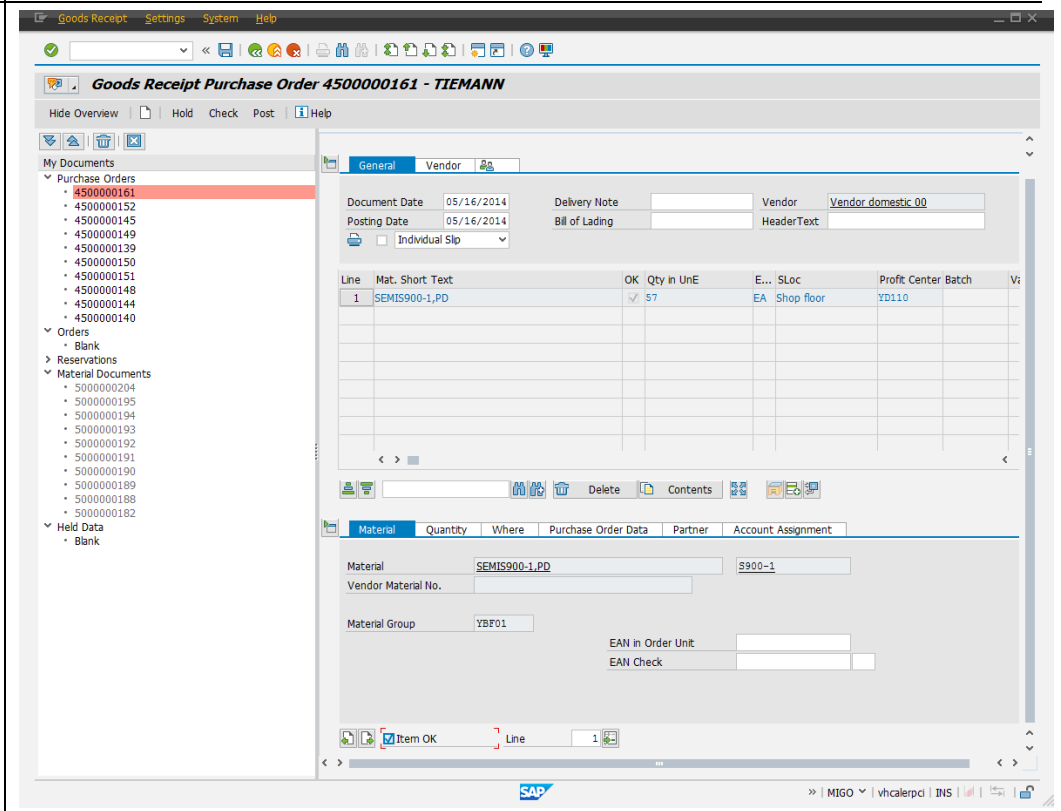 Goods Receipt Settings System Help
Goods Receipt Purchase Order 4500000161 - TIEMANN
Hide Overview Hold Check Post Help
My Documents
Purchase Orders
4500000161
4500000152
4500000145
4500000149
4500000139
4500000150
4500000151
4500000148
4500000144
4500000140
Orders
Blank
Reservations
Material Documents
5000000204
5000000195
5000000194
5000000193
5000000192
5000000191
5000000190
5000000189
5000000188
5000000182
Held Data
Blank
General Vendor
Document Date 05/16/2014 Delivery Note Vendor Vendor domestic 00
Posting Date 05/16/2014 Bill of Lading HeaderText
Individual Slip
Line Mat. Short Text OK Qty in UnE E... SLoc Profit Center Batch Va
1 SEMIS900-1,PD 57 EA Shop floor YD110
Delete Contents
Material Quantity Where Purchase Order Data Partner Account Assignment
Material SEMIS900-1,PD S900-1
Vendor Material No.
Material Group YBF01
EAN in Order Unit
EAN Check
Item OK Line 1
SAP » | MIGO | vhcalerpci | INS